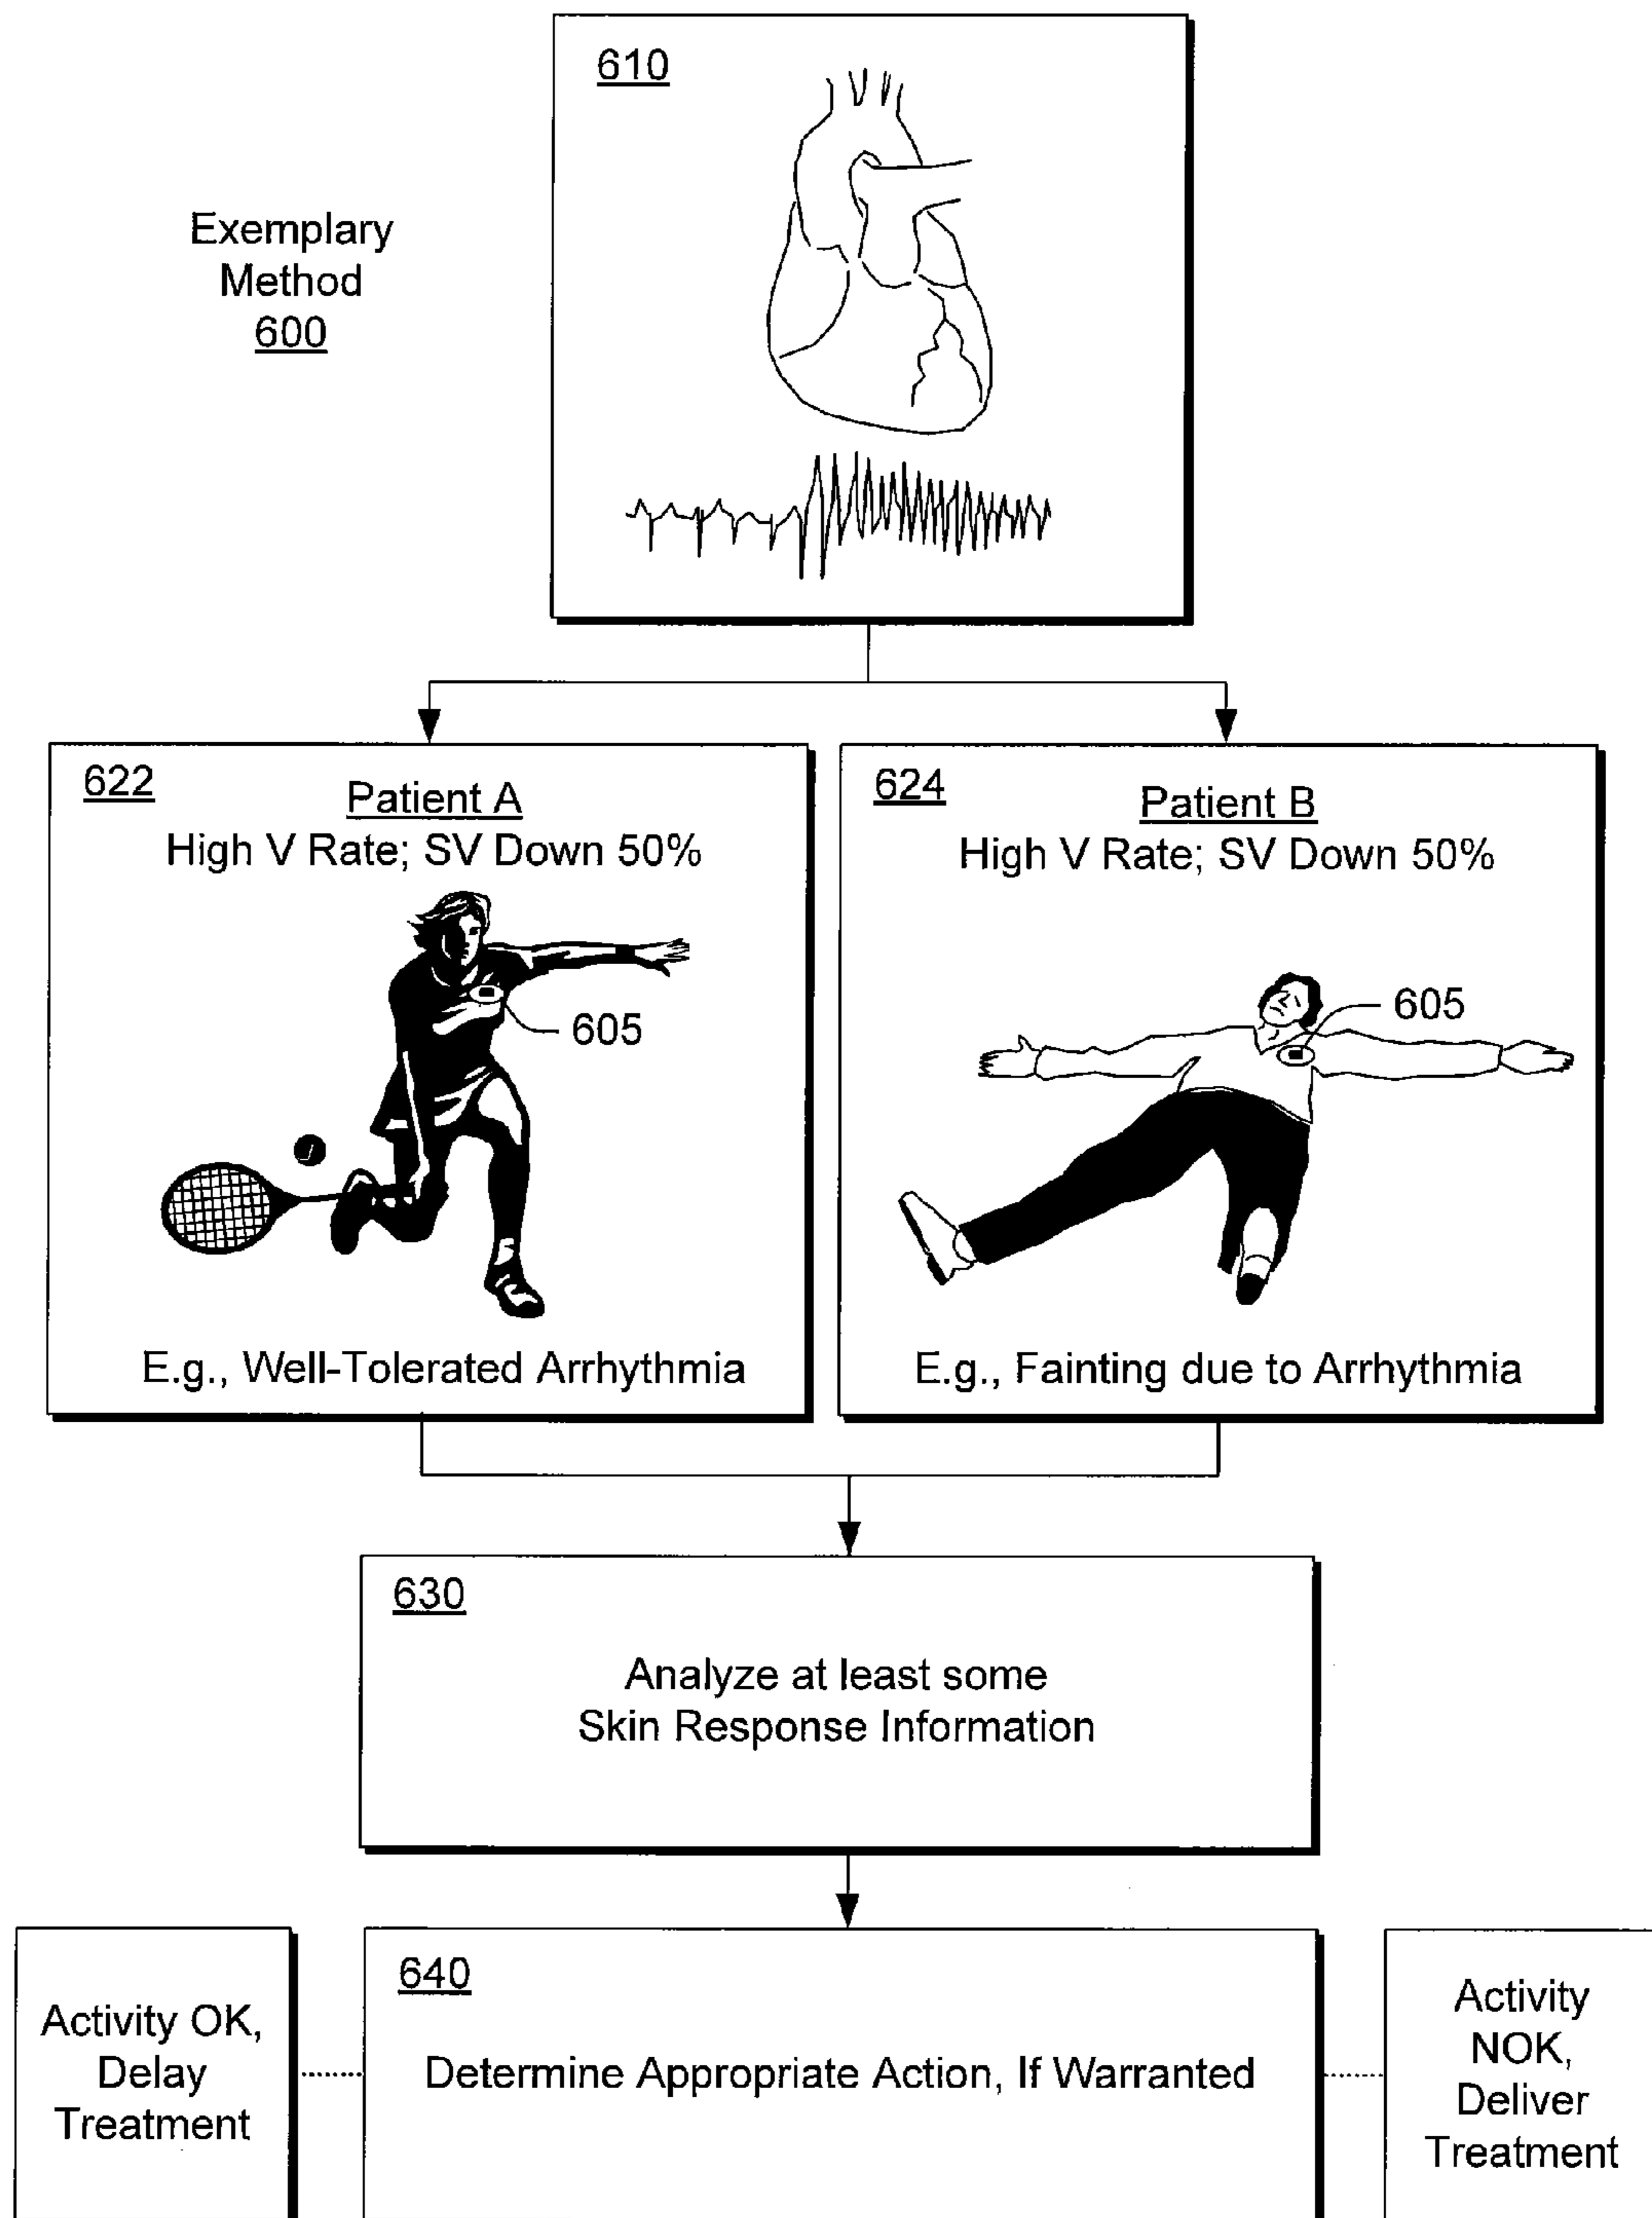 610
Exemplary
Method
600
622
Patient A
High V Rate; SV Down 50%
605
E.g., Well-Tolerated Arrhythmia
624
Patient B
High V Rate; SV Down 50%
605
E.g., Fainting due to Arrhythmia
630
Analyze at least some
Skin Response Information
Activity OK,
Delay
Treatment
640
Determine Appropriate Action, If Warranted
Activity
NOK,
Deliver
Treatment